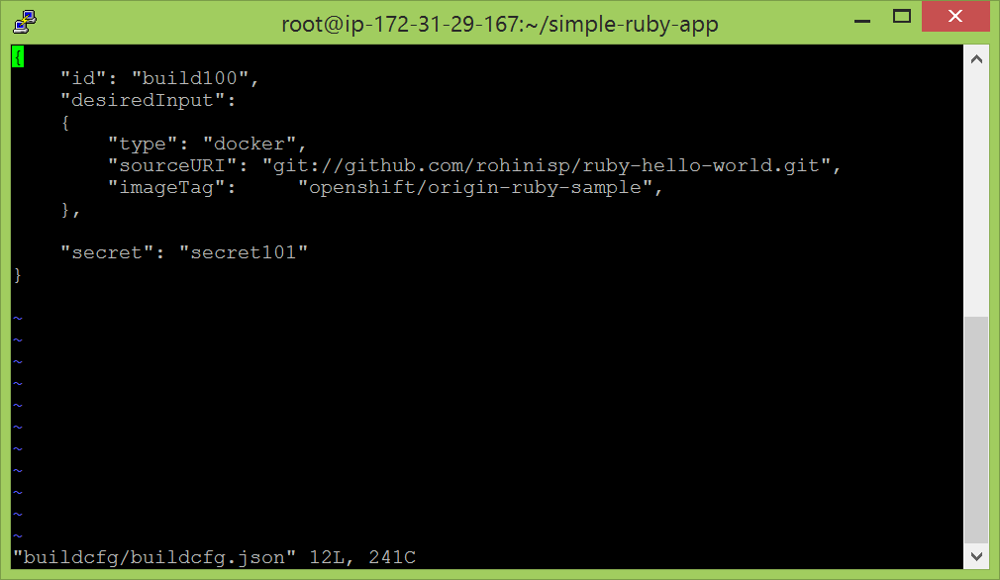 root@ip-172-31-29-167:~/simple-ruby-app
{
    "id": "build100",
    "desiredInput":
    {
        "type": "docker",
        "sourceURI": "git://github.com/rohinisp/ruby-hello-world.git",
        "imageTag":     "openshift/origin-ruby-sample",
    },

    "secret": "secret101"
}

~
~
~
~
~
~
~
~
~
~
~
"buildcfg/buildcfg.json" 12L, 241C